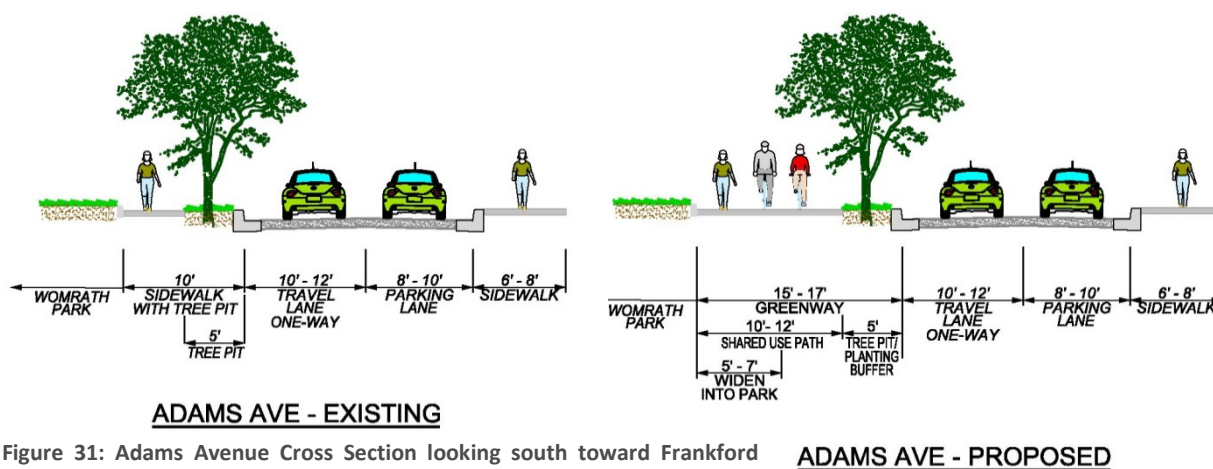 WOMRATH
PARK
10'
SIDEWALK
WITH TREE PIT
5'
TREE PIT
10' - 12'
TRAVEL
LANE
ONE-WAY
8' - 10'
PARKING
LANE
6' - 8'
SIDEWALK
ADAMS AVE - EXISTING
WOMRATH
PARK
15' - 17'
GREENWAY
10'- 12'
SHARED USE PATH
5' - 7'
WIDEN
INTO PARK
5'
TREE PIT/
PLANTING
BUFFER
10' - 12'
TRAVEL
LANE
ONE-WAY
8' - 10'
PARKING
LANE
6' - 8'
SIDEWALK
ADAMS AVE - PROPOSED
Figure 31: Adams Avenue Cross Section looking south toward Frankford